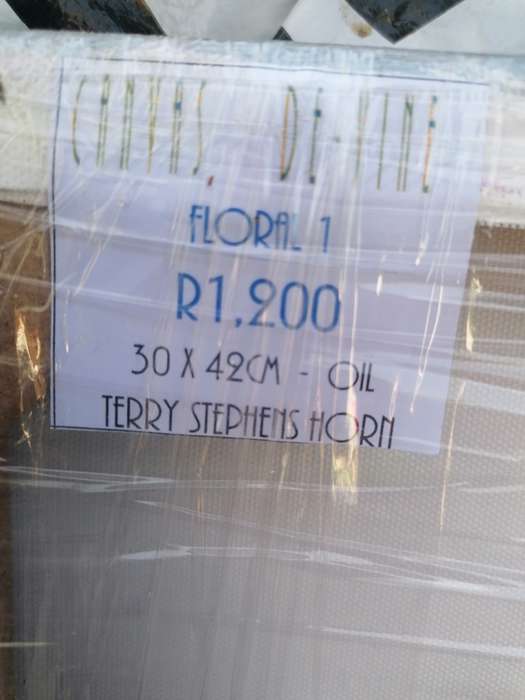 CANVAS, DE-VINE
FLORAL 1
R1,200
30 X 42CM - OIL
TERRY STEPHENS HORN